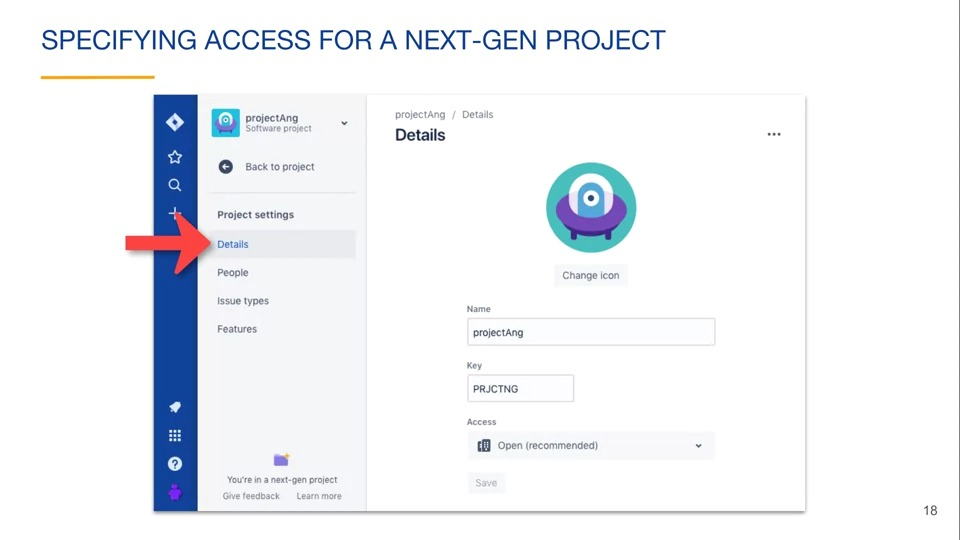 SPECIFYING ACCESS FOR A NEXT-GEN PROJECT
projectAng
Software project
Back to project
Project settings
Details
People
Issue types
Features
You're in a next-gen project
Give feedback Learn more
projectAng / Details
Details
Change icon
Name
projectAng
Key
PRJCTNG
Access
Open (recommended)
Save
18